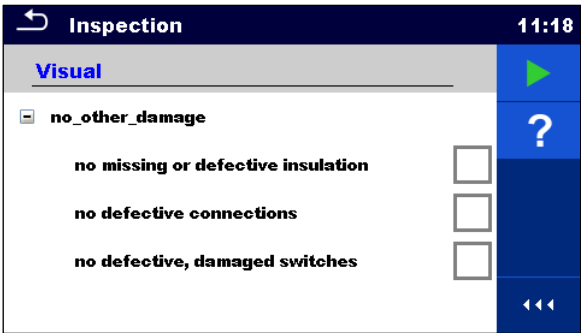 Inspection
11:18
Visual
no_other_damage
?
no missing or defective insulation
no defective connections
no defective, damaged switches